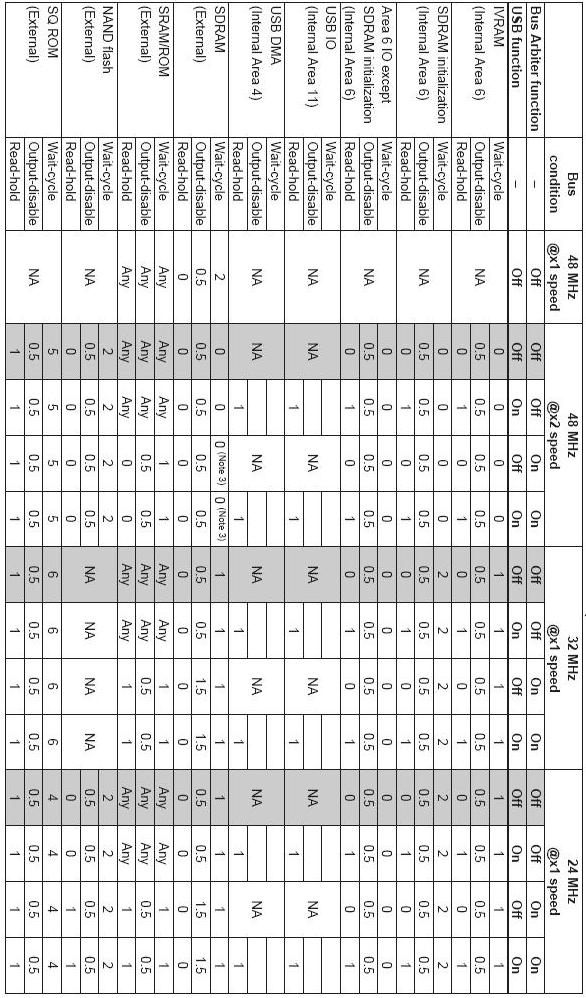 Bus condition 48 MHz @x1 speed 48 MHz @x2 speed 32 MHz @x1 speed 24 MHz @x1 speed
Bus Arbiter function – Off Off Off On On Off Off On On Off Off On On
USB function – Off Off On Off On Off On Off On Off On Off On
IVRAM Wait-cycle 0 0 0 0 1 1 1 1 1 1 1 1
(Internal Area 6) Output-disable NA 0.5 0.5 0.5 0.5 0.5 0.5 0.5 0.5 0.5 0.5 0.5 0.5
Read-hold 0 1 0 1 0 1 0 1 0 1 0 1
SDRAM initialization Wait-cycle 0 0 0 0 2 2 2 2 2 2 2 2
(Internal Area 6) Output-disable NA 0.5 0.5 0.5 0.5 0.5 0.5 0.5 0.5 0.5 0.5 0.5 0.5
Read-hold 0 1 0 1 0 1 0 1 0 1 0 1
Area 6 IO except Wait-cycle 0 0 0 0 0 0 0 0 0 0 0 0
SDRAM initialization Output-disable NA 0.5 0.5 0.5 0.5 0.5 0.5 0.5 0.5 0.5 0.5 0.5 0.5
(Internal Area 6) Read-hold 0 1 0 1 0 1 0 1 0 1 0 1
USB IO Wait-cycle
(Internal Area 11) Output-disable NA NA NA NA NA NA NA
Read-hold 1 1 1 1 1 1
USB DMA Wait-cycle
(Internal Area 4) Output-disable NA NA NA NA NA NA NA
Read-hold 1 1 1 1 1 1
SDRAM Wait-cycle 2 0 0 0 (Note 3) 0 (Note 3) 1 1 1 1 1 1 1 1
(External) Output-disable 0.5 0.5 0.5 0.5 0.5 0.5 0.5 1.5 1.5 0.5 0.5 1.5 1.5
Read-hold 0 0 0 0 0 0 0 0 0 0 0 0 0
SRAM/ROM Wait-cycle Any Any Any 1 1 Any Any 1 1 Any Any 1 1
(External) Output-disable Any Any Any 0.5 0.5 Any Any 0.5 0.5 Any Any 0.5 0.5
Read-hold Any Any Any 0 0 Any Any 1 1 Any Any 1 1
NAND flash Wait-cycle 2 2 2 2 2 2 2 2
(External) Output-disable NA 0.5 0.5 0.5 0.5 NA NA NA NA 0.5 0.5 0.5 0.5
Read-hold 0 0 0 0 0 0 1 1
SQ ROM Wait-cycle 5 5 5 5 6 6 6 6 4 4 4 4
(External) Output-disable NA 0.5 0.5 0.5 0.5 0.5 0.5 0.5 0.5 0.5 0.5 0.5 0.5
Read-hold 1 1 1 1 1 1 1 1 1 1 1 1